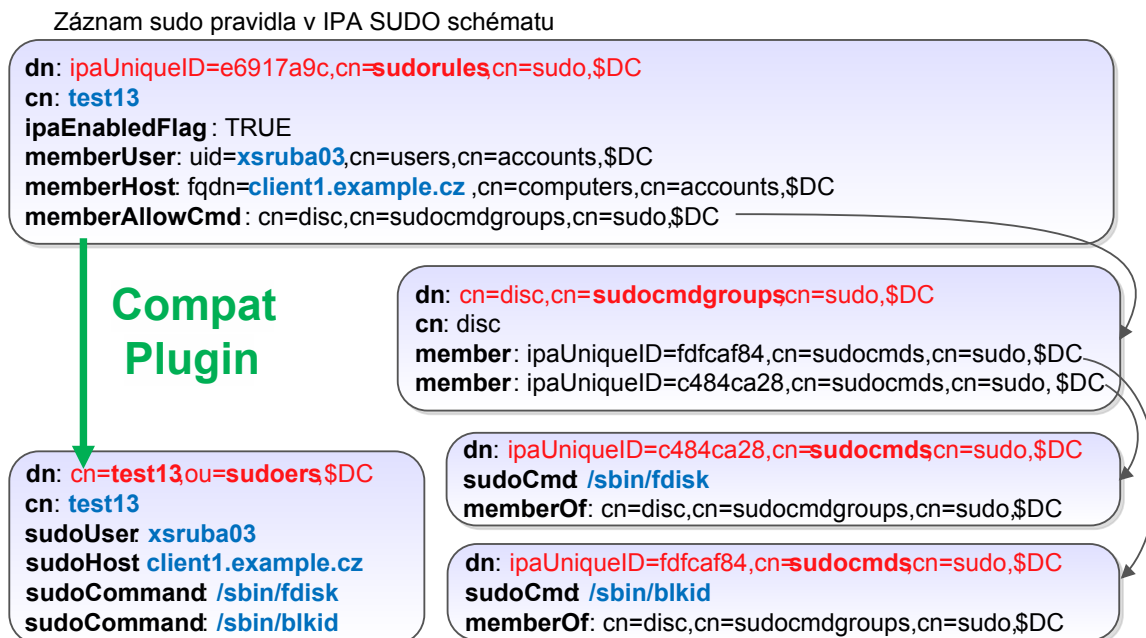 Záznam sudo pravidla v IPA SUDO schématu
dn: ipaUniqueID=e6917a9c,cn=sudorules,cn=sudo,$DC
cn: test13
ipaEnabledFlag : TRUE
memberUser: uid=xsruba03,cn=users,cn=accounts,$DC
memberHost: fqdn=client1.example.cz ,cn=computers,cn=accounts,$DC
memberAllowCmd : cn=disc,cn=sudocmdgroups,cn=sudo,$DC
Compat
Plugin
dn: cn=disc,cn=sudocmdgroups,cn=sudo,$DC
cn: disc
member : ipaUniqueID=fdfcaf84,cn=sudocmds,cn=sudo, $DC
member : ipaUniqueID=c484ca28,cn=sudocmds,cn=sudo, $DC
dn: cn=test13,ou=sudoers,$DC
cn: test13
sudoUser: xsruba03
sudoHost: client1.example.cz
sudoCommand: /sbin/fdisk
sudoCommand: /sbin/blkid
dn: ipaUniqueID=c484ca28,cn=sudocmds,cn=sudo,$DC
sudoCmd: /sbin/fdisk
memberOf: cn=disc,cn=sudocmdgroups,cn=sudo,$DC
dn: ipaUniqueID=fdfcaf84,cn=sudocmds,cn=sudo,$DC
sudoCmd: /sbin/blkid
memberOf: cn=disc,cn=sudocmdgroups,cn=sudo,$DC